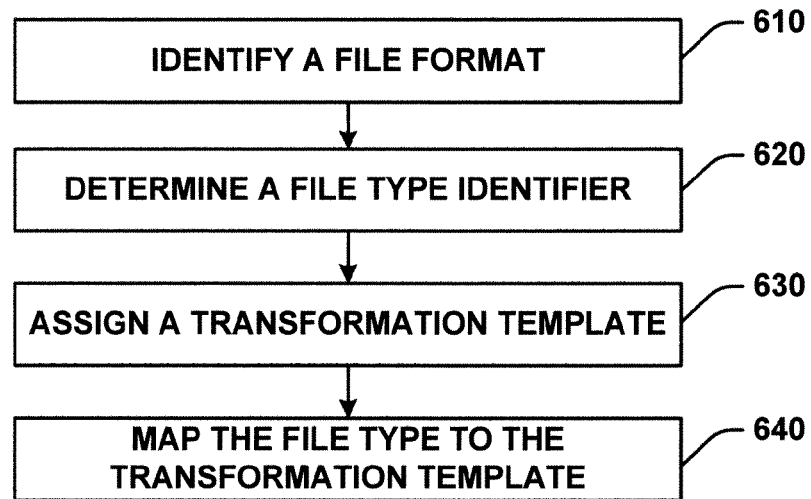 610
IDENTIFY A FILE FORMAT
620
DETERMINE A FILE TYPE IDENTIFIER
630
ASSIGN A TRANSFORMATION TEMPLATE
640
MAP THE FILE TYPE TO THE
TRANSFORMATION TEMPLATE